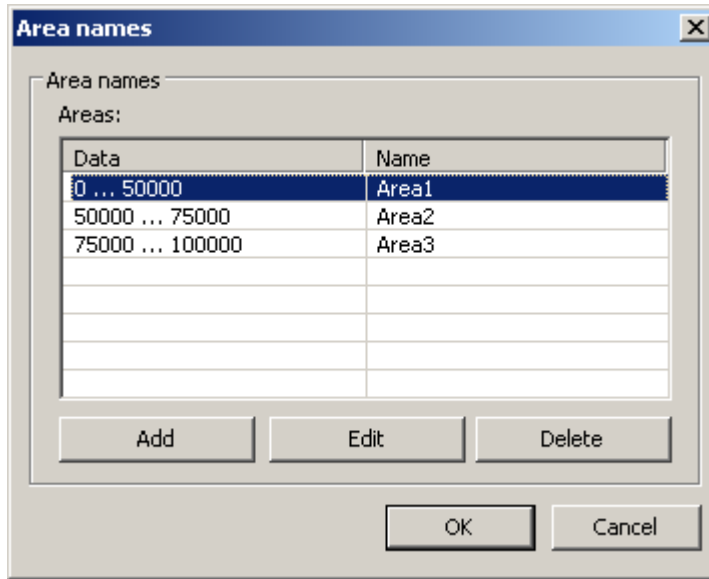 Area names
Area names
Areas:
Data Name
0 ... 50000 Area1
50000 ... 75000 Area2
75000 ... 100000 Area3
Add Edit Delete
OK Cancel